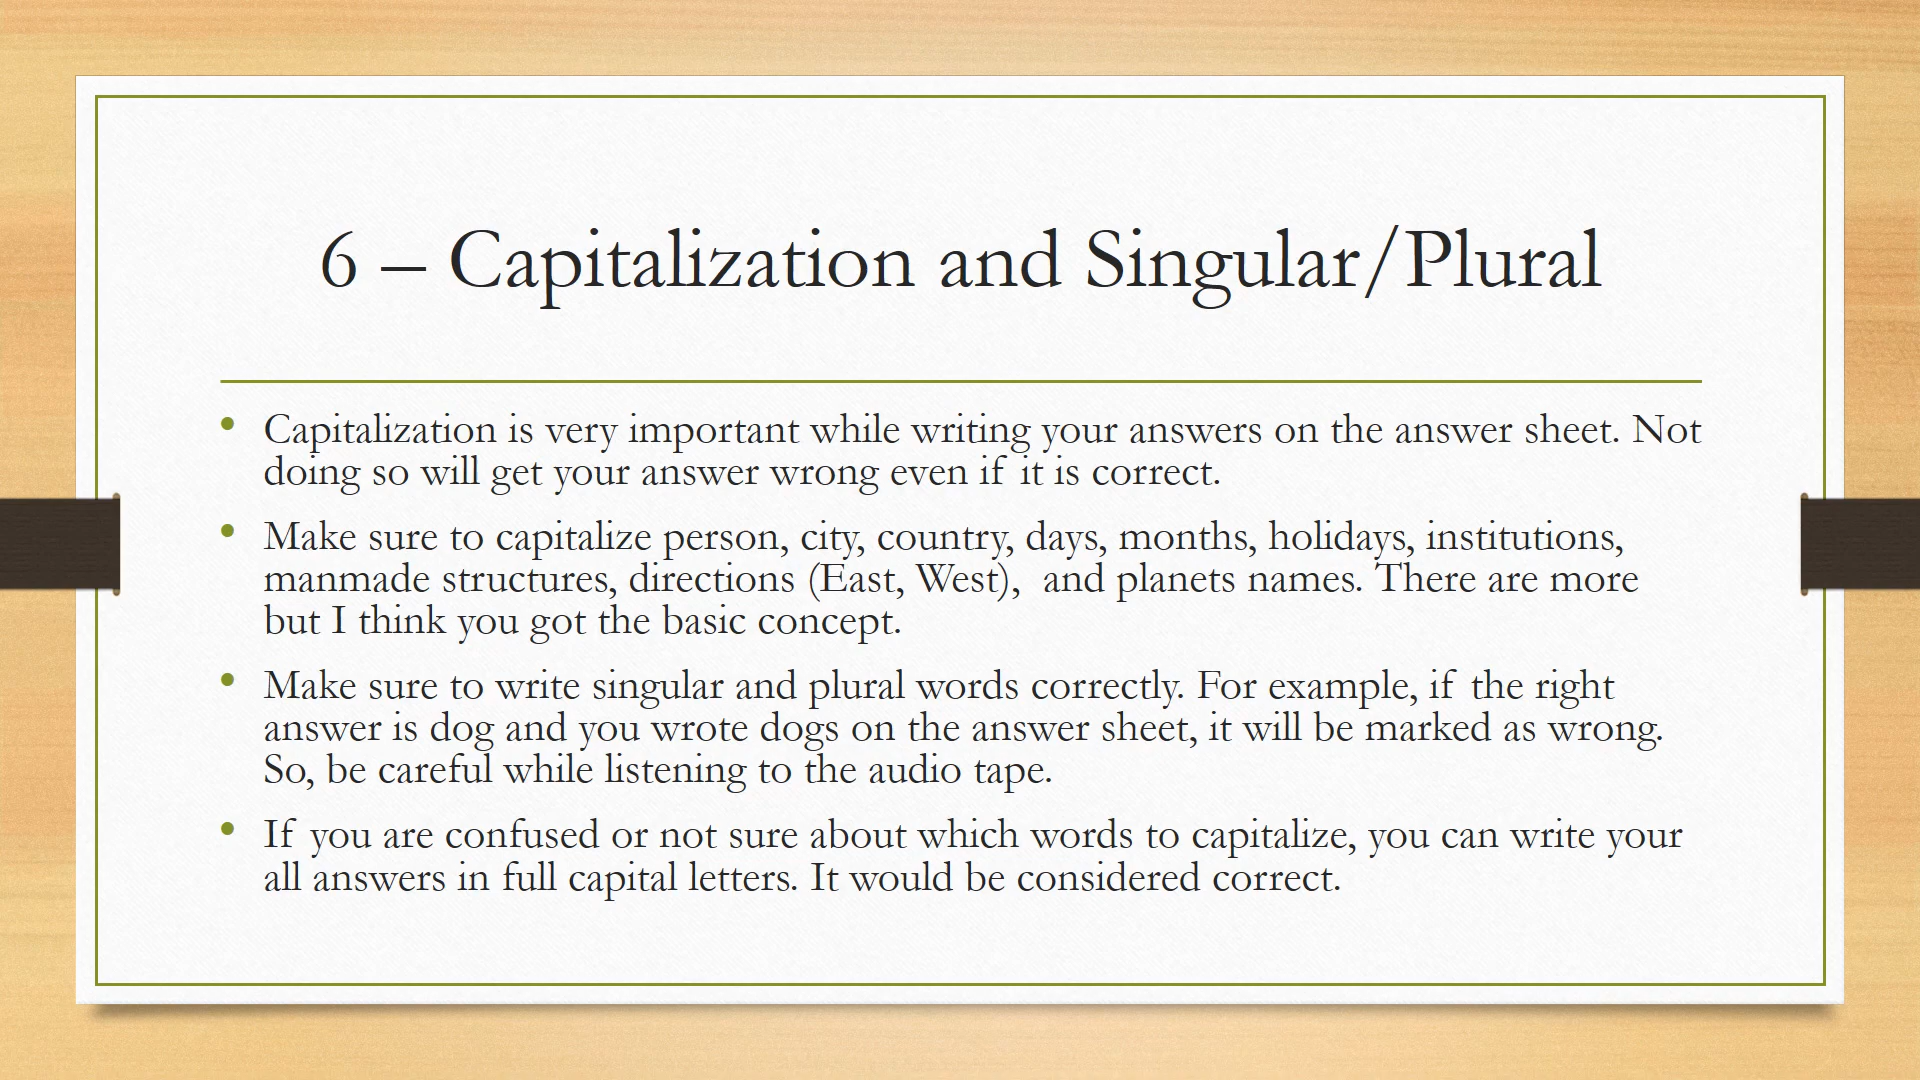 6 – Capitalization and Singular/Plural
• Capitalization is very important while writing your answers on the answer sheet. Not
doing so will get your answer wrong even if it is correct.
• Make sure to capitalize person, city, country, days, months, holidays, institutions,
manmade structures, directions (East, West),  and planets names. There are more
but I think you got the basic concept.
• Make sure to write singular and plural words correctly. For example, if the right
answer is dog and you wrote dogs on the answer sheet, it will be marked as wrong.
So, be careful while listening to the audio tape.
• If you are confused or not sure about which words to capitalize, you can write your
all answers in full capital letters. It would be considered correct.